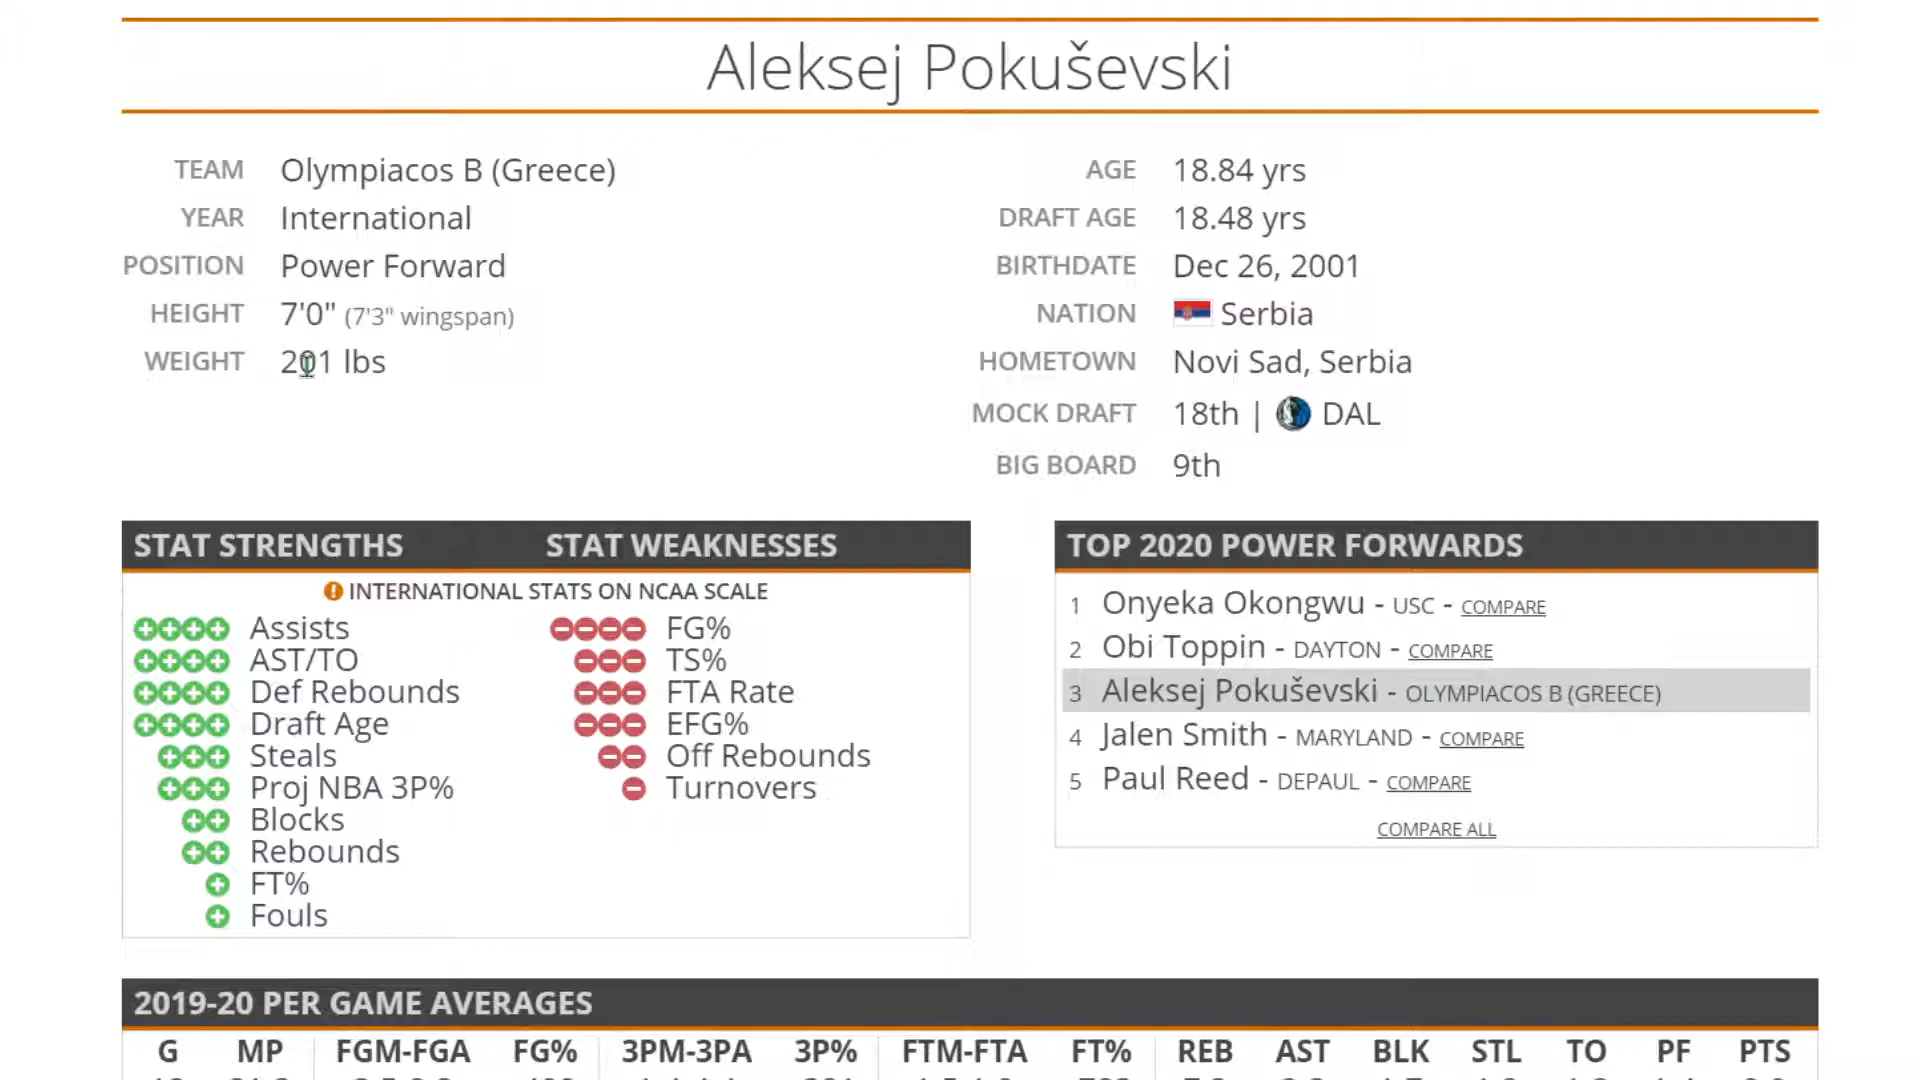 Aleksej Pokuševski
TEAM Olympiacos B (Greece)
YEAR International
POSITION Power Forward
HEIGHT 7'0" (7'3" wingspan)
WEIGHT 201 lbs
AGE 18.84 yrs
DRAFT AGE 18.48 yrs
BIRTHDATE Dec 26, 2001
NATION Serbia
HOMETOWN Novi Sad, Serbia
MOCK DRAFT 18th | DAL
BIG BOARD 9th
STAT STRENGTHS STAT WEAKNESSES
INTERNATIONAL STATS ON NCAA SCALE
Assists FG%
AST/TO TS%
Def Rebounds FTA Rate
Draft Age EFG%
Steals Off Rebounds
Proj NBA 3P% Turnovers
Blocks
Rebounds
FT%
Fouls
TOP 2020 POWER FORWARDS
1 Onyeka Okongwu - USC - COMPARE
2 Obi Toppin - DAYTON - COMPARE
3 Aleksej Pokuševski - OLYMPIACOS B (GREECE)
4 Jalen Smith - MARYLAND - COMPARE
5 Paul Reed - DEPAUL - COMPARE
COMPARE ALL
2019-20 PER GAME AVERAGES
G MP FGM-FGA FG% 3PM-3PA 3P% FTM-FTA FT% REB AST BLK STL TO PF PTS